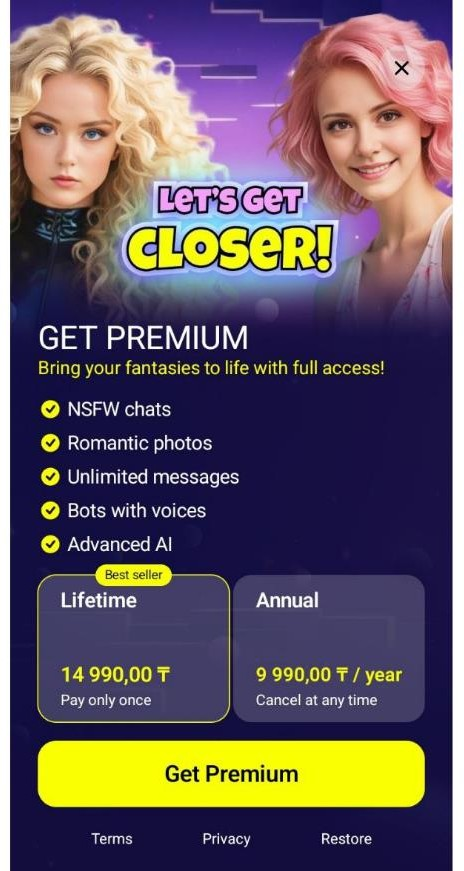 LET'S GET
CLOSER!
GET PREMIUM
Bring your fantasies to life with full access!
NSFW chats
Romantic photos
Unlimited messages
Bots with voices
Advanced AI
Best seller
Lifetime
14 990,00 ₸
Pay only once
Annual
9 990,00 ₸ / year
Cancel at any time
Get Premium
Terms
Privacy
Restore